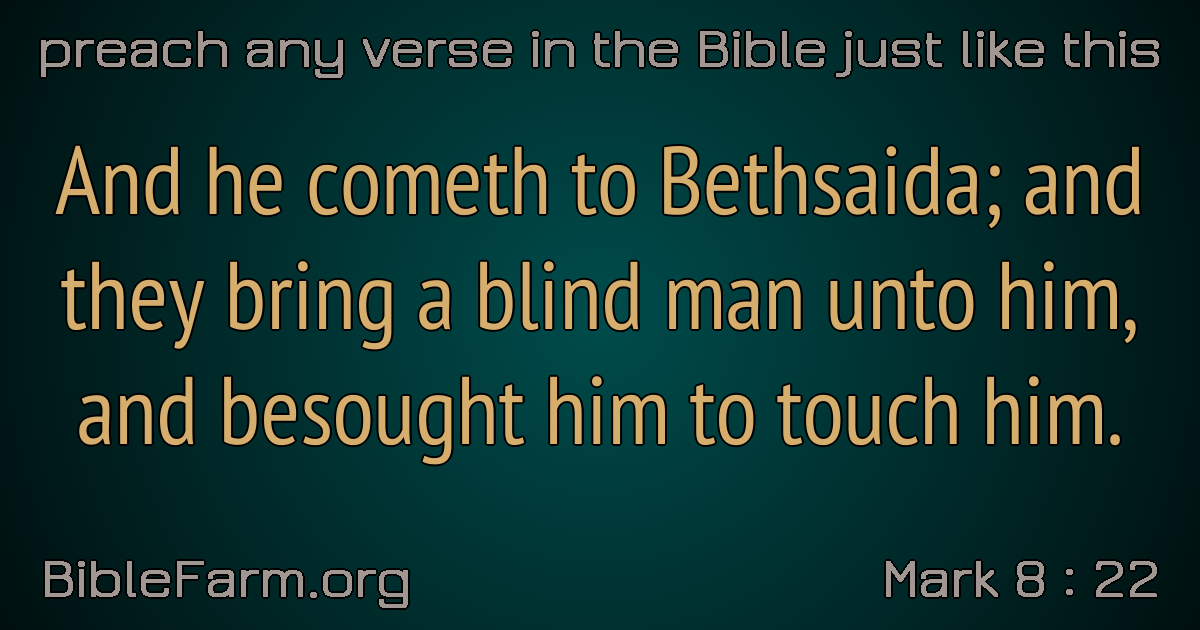 preach any verse in the Bible just like this
And he cometh to Bethsaida; and
they bring a blind man unto him,
and besought him to touch him.
BibleFarm.org
Mark 8 : 22